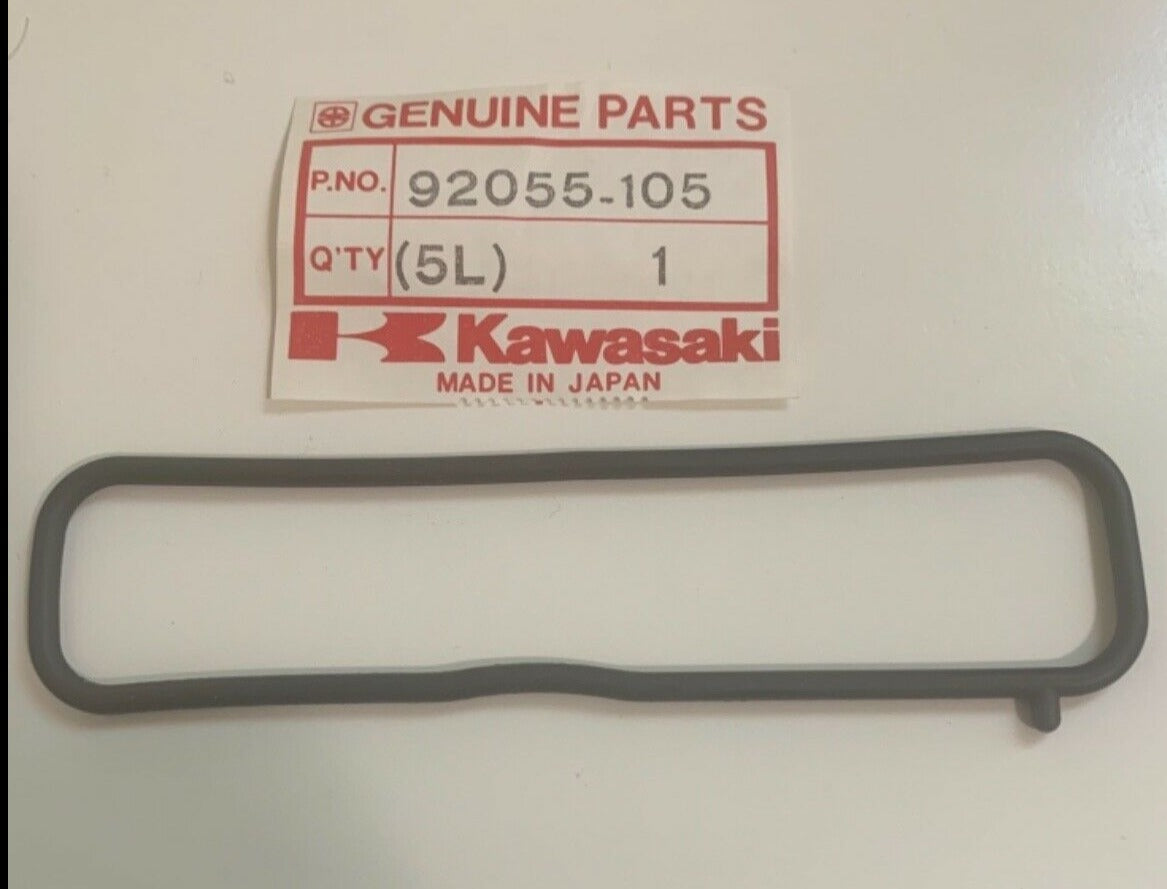 GENUINE PARTS
P.NO. 92055-105
Q'TY (5L) 1
Kawasaki
MADE IN JAPAN